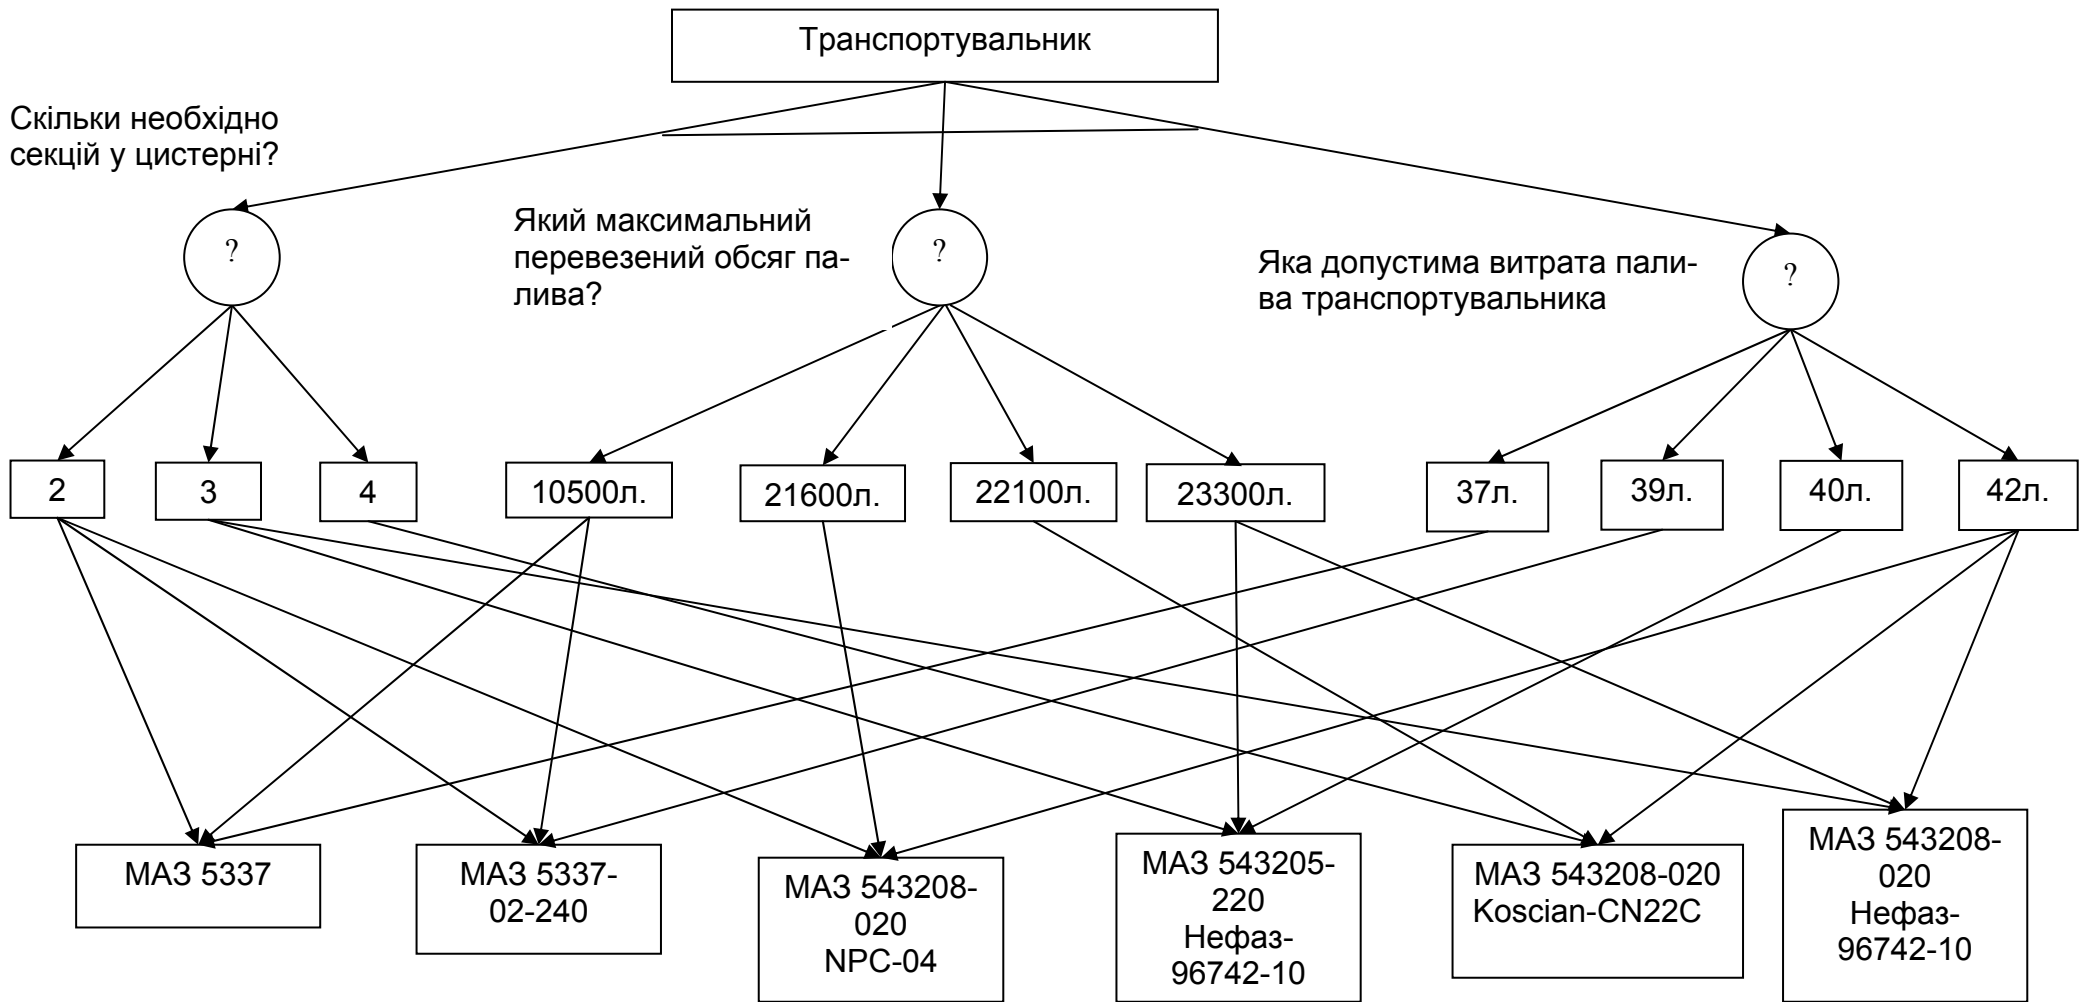 Транспортувальник
Скільки необхідно
секцій у цистерні?
?
Який максимальний
перевезений обсяг па-
лива?
?
Яка допустима витрата пали-
ва транспортувальника
?
2
3
4
10500л.
21600л.
22100л.
23300л.
37л.
39л.
40л.
42л.
МАЗ 5337
МАЗ 5337-
02-240
МАЗ 543208-
020
NPC-04
МАЗ 543205-
220
Нефаз-
96742-10
МАЗ 543208-020
Koscian-CN22C
МАЗ 543208-
020
Нефаз-
96742-10